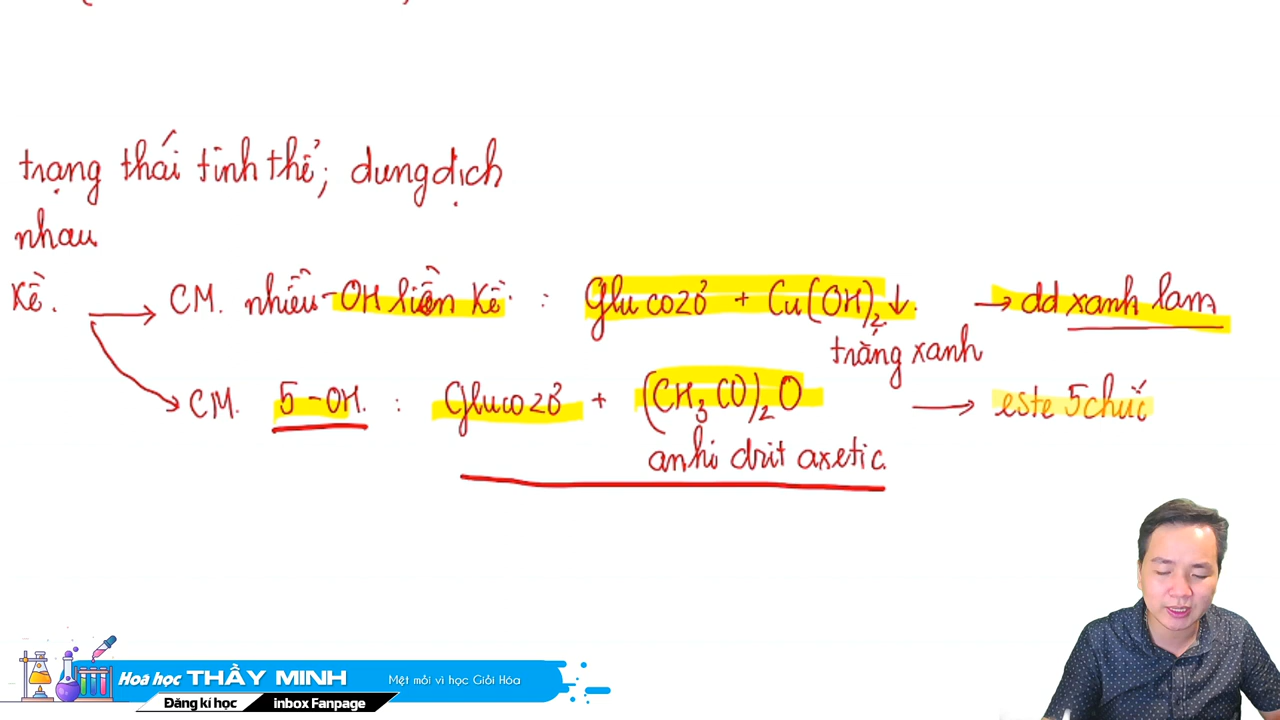 trạng thái tinh thể; dung dịch
nhau
kề. → CM. nhiều -OH liền kề : Glucozơ + Cu(OH)₂↓. → dd xanh lam
trắng xanh
→ CM. 5 -OH. : Glucozơ + (CH₃CO)₂O → este 5 chức
anhi drit axetic.
Hoá học THẦY MINH
Mệt mỏi vì học Giỏi Hóa
Đăng kí học inbox Fanpage